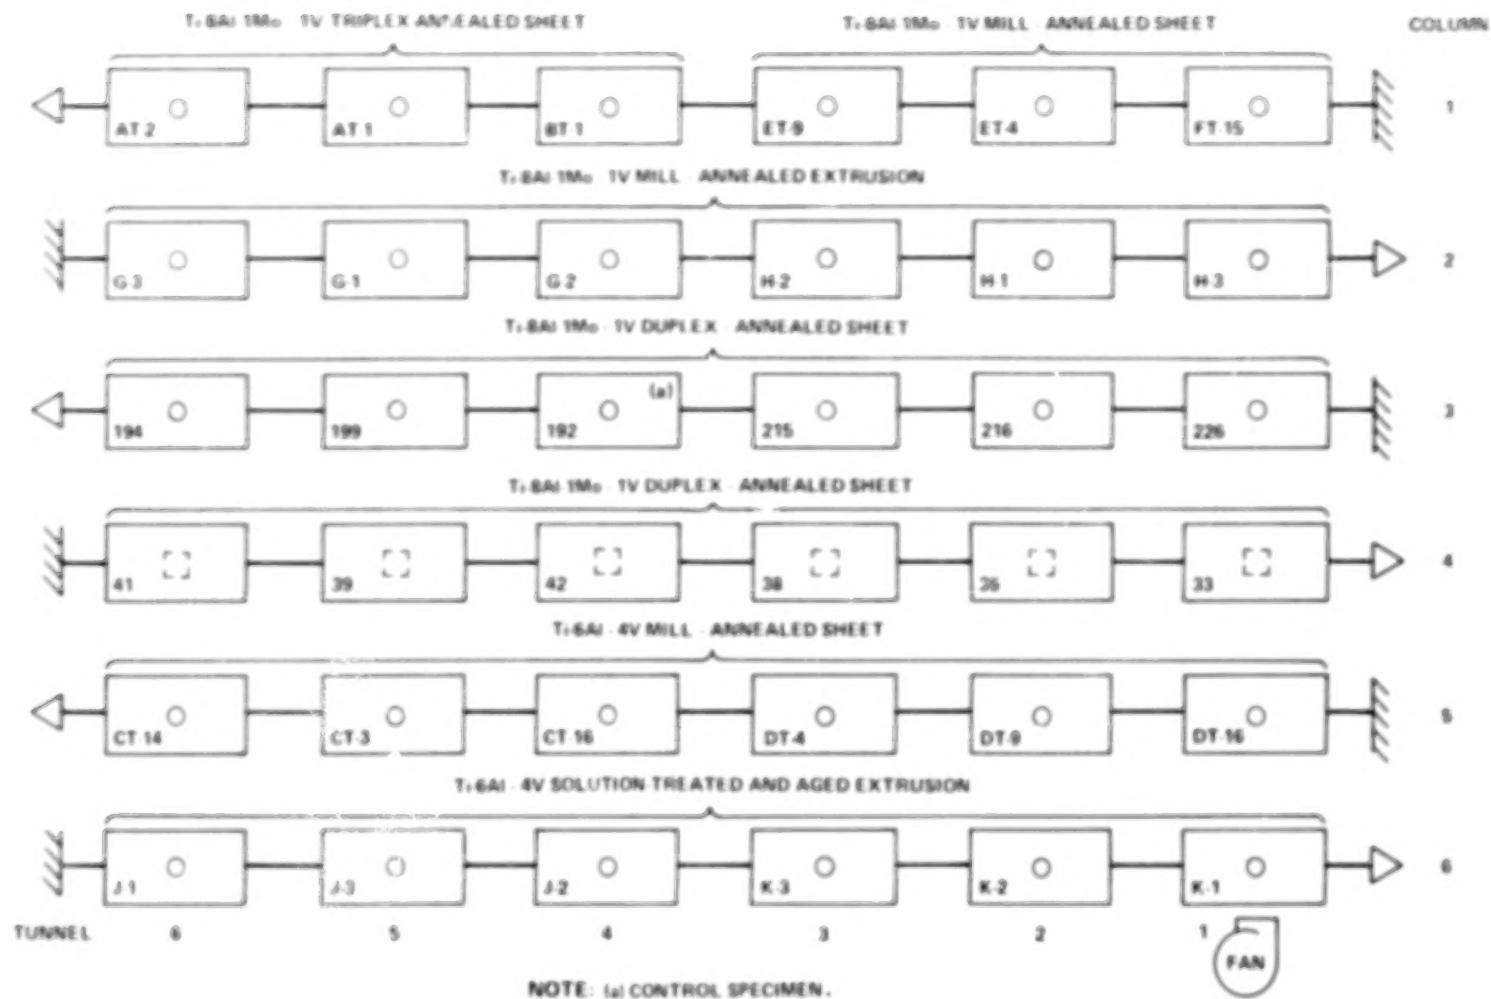 Ti-8Al-1Mo-1V TRIPLEX-ANNEALED SHEET Ti-8Al-1Mo-1V MILL-ANNEALED SHEET COLUMN
AT-2 AT-1 BT-1 ET-9 ET-4 FT-15 1
Ti-8Al-1Mo-1V MILL-ANNEALED EXTRUSION
G-3 G-1 G-2 H-2 H-1 H-3 2
Ti-8Al-1Mo-1V DUPLEX-ANNEALED SHEET
(a)
194 199 192 215 216 226 3
Ti-8Al-1Mo-1V DUPLEX-ANNEALED SHEET
41 39 42 38 35 33 4
Ti-6Al-4V MILL-ANNEALED SHEET
CT-14 CT-3 CT-16 DT-4 DT-9 DT-16 5
Ti-6Al-4V SOLUTION-TREATED AND AGED EXTRUSION
J-1 J-3 J-2 K-3 K-2 K-1 6
TUNNEL 6 5 4 3 2 1
FAN
NOTE: (a) CONTROL SPECIMEN.